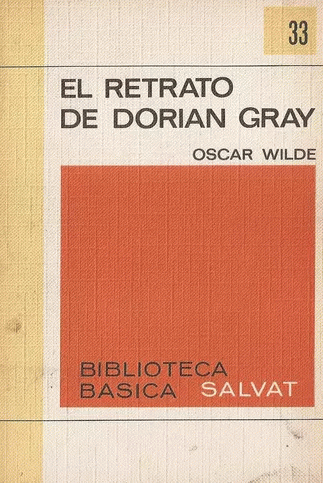 33
EL RETRATO
DE DORIAN GRAY
OSCAR WILDE
BIBLIOTECA
BASICA SALVAT